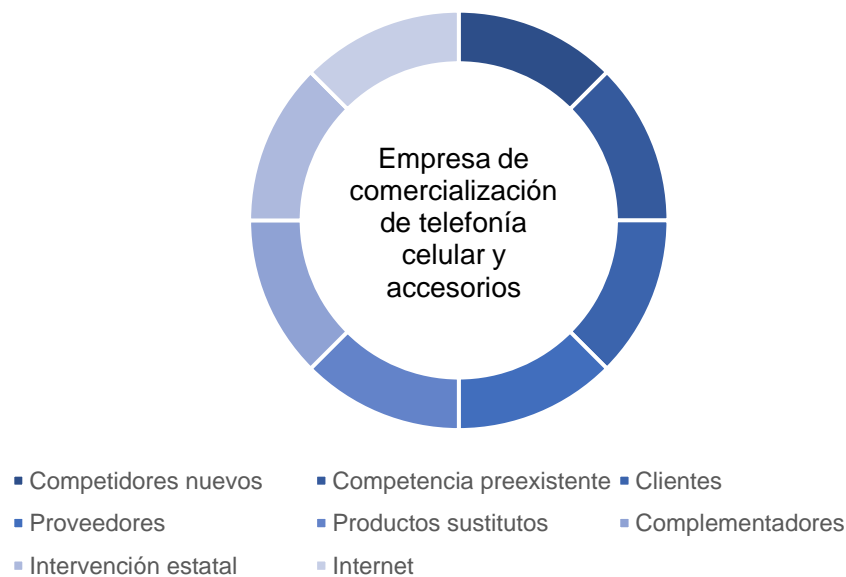 Empresa de
comercialización
de telefonía
celular y
accesorios
Competidores nuevos
Competencia preexistente
Clientes
Proveedores
Productos sustitutos
Complementadores
Intervención estatal
Internet